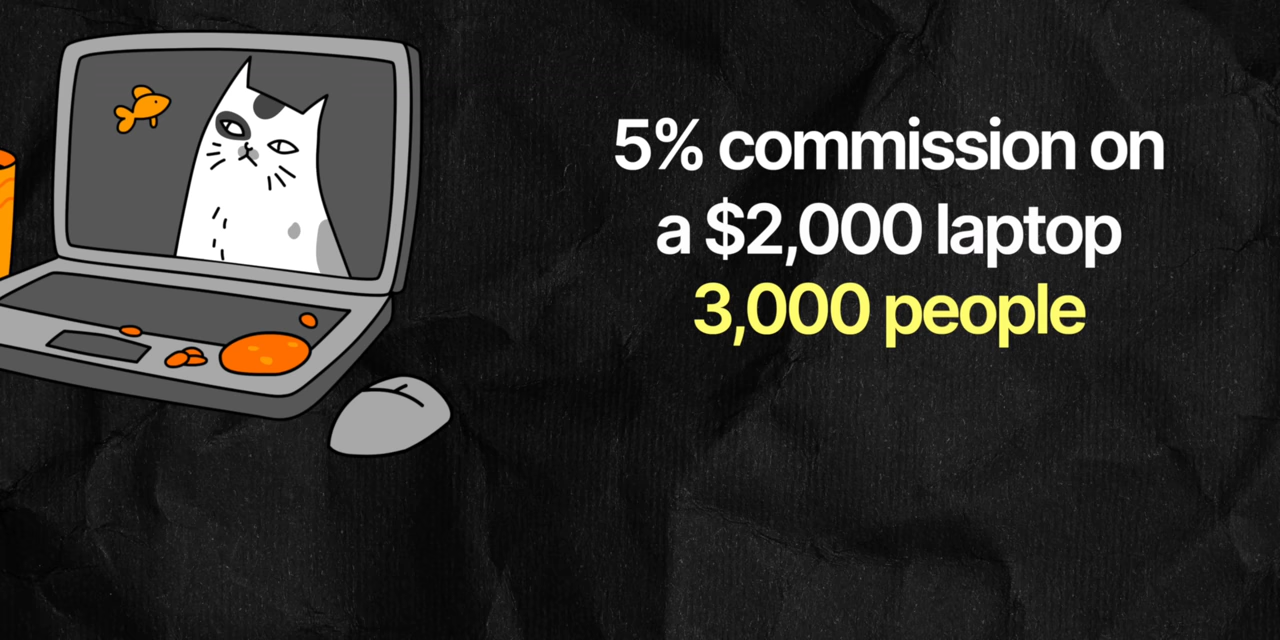 5% commission on
a $2,000 laptop
3,000 people